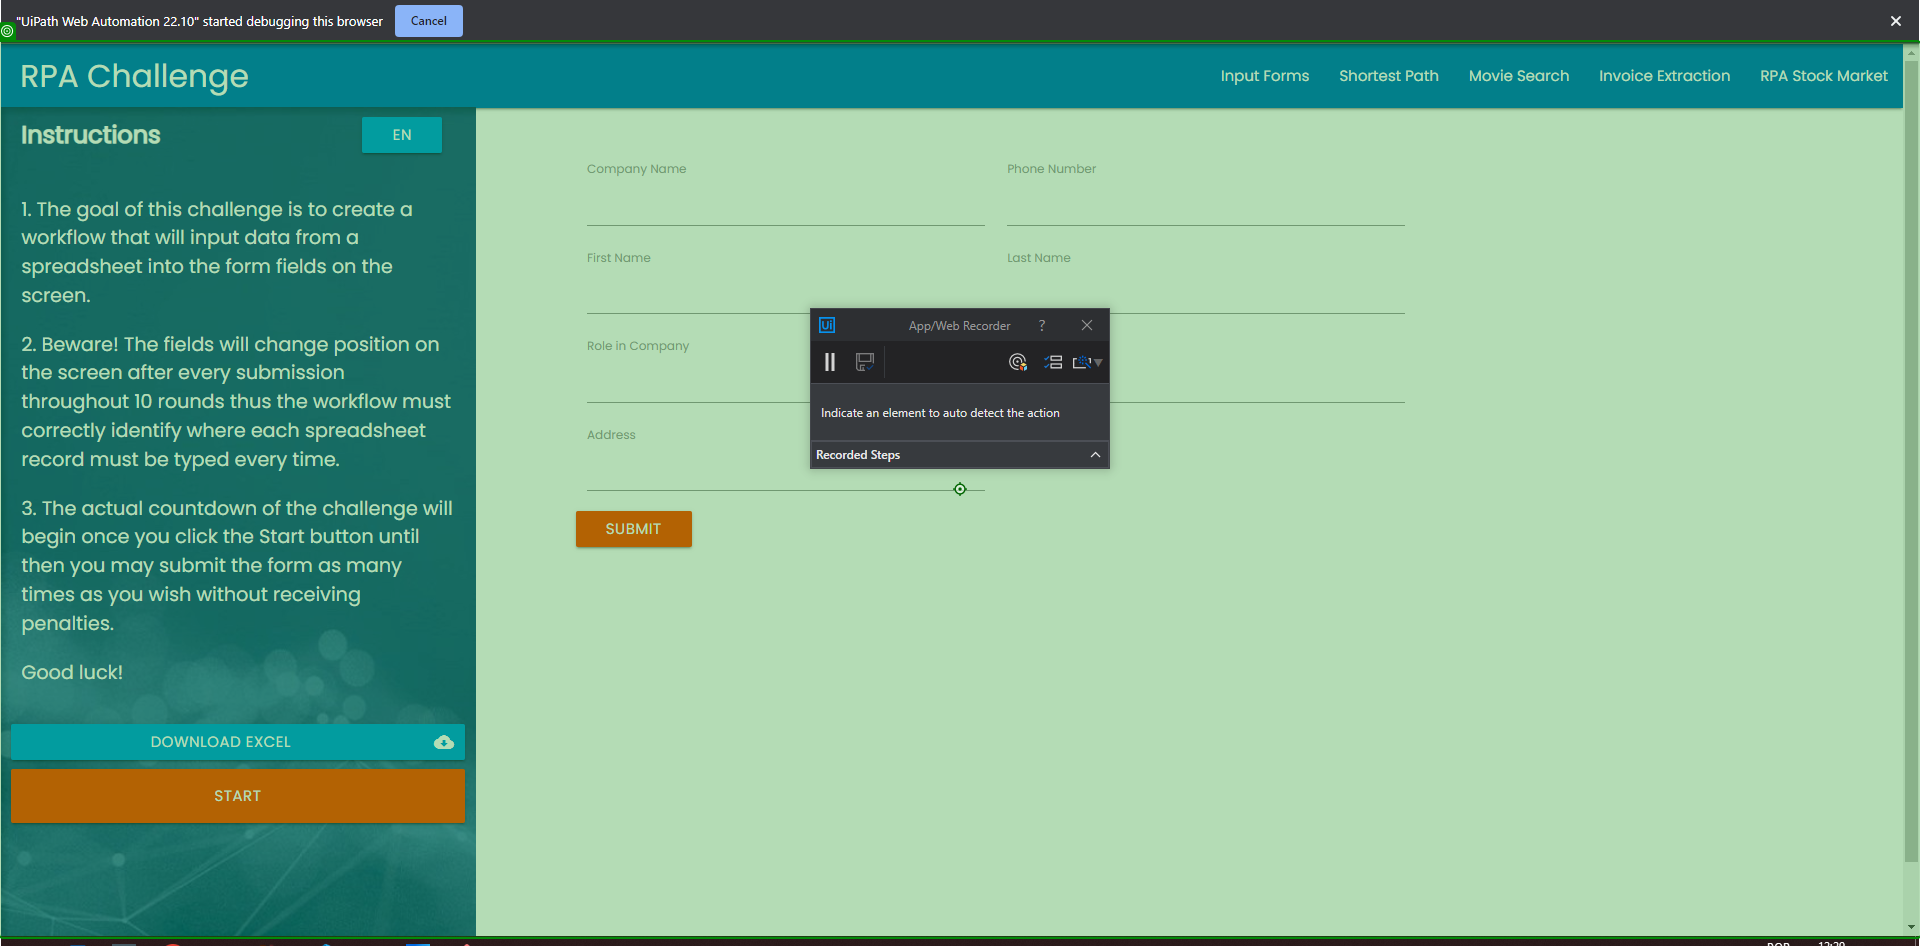 "UiPath Web Automation 22.10" started debugging this browser
Cancel
RPA Challenge
Input Forms
Shortest Path
Movie Search
Invoice Extraction
RPA Stock Market
Instructions
EN
1. The goal of this challenge is to create a
workflow that will input data from a
spreadsheet into the form fields on the
screen.
2. Beware! The fields will change position on
the screen after every submission
throughout 10 rounds thus the workflow must
correctly identify where each spreadsheet
record must be typed every time.
3. The actual countdown of the challenge will
begin once you click the Start button until
then you may submit the form as many
times as you wish without receiving
penalties.
Good luck!
DOWNLOAD EXCEL
START
Company Name
Phone Number
First Name
Last Name
Role in Company
Address
SUBMIT
Ui
App/Web Recorder
?
Indicate an element to auto detect the action
Recorded Steps